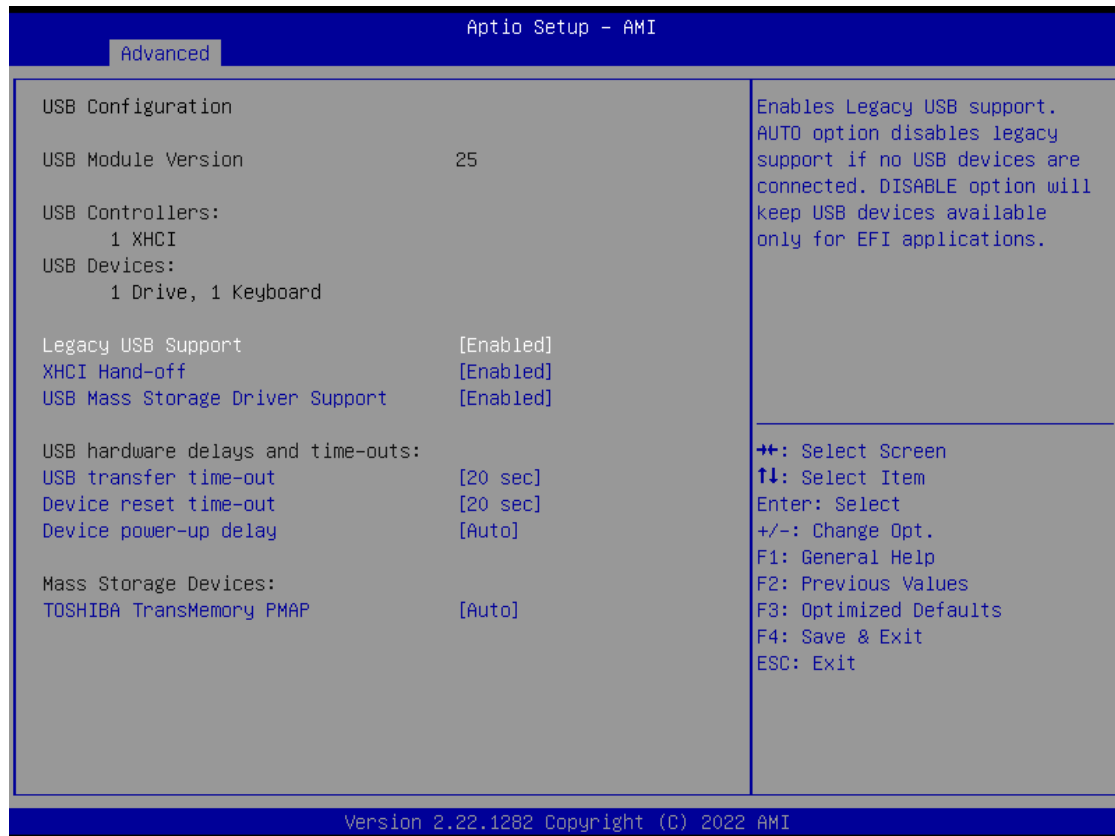 Aptio Setup – AMI
Advanced
USB Configuration
USB Module Version 25
USB Controllers:
1 XHCI
USB Devices:
1 Drive, 1 Keyboard
Legacy USB Support [Enabled]
XHCI Hand-off [Enabled]
USB Mass Storage Driver Support [Enabled]
USB hardware delays and time-outs:
USB transfer time-out [20 sec]
Device reset time-out [20 sec]
Device power-up delay [Auto]
Mass Storage Devices:
TOSHIBA TransMemory PMAP [Auto]
Enables Legacy USB support.
AUTO option disables legacy
support if no USB devices are
connected. DISABLE option will
keep USB devices available
only for EFI applications.
→←: Select Screen
↑↓: Select Item
Enter: Select
+/-: Change Opt.
F1: General Help
F2: Previous Values
F3: Optimized Defaults
F4: Save & Exit
ESC: Exit
Version 2.22.1282 Copyright (C) 2022 AMI